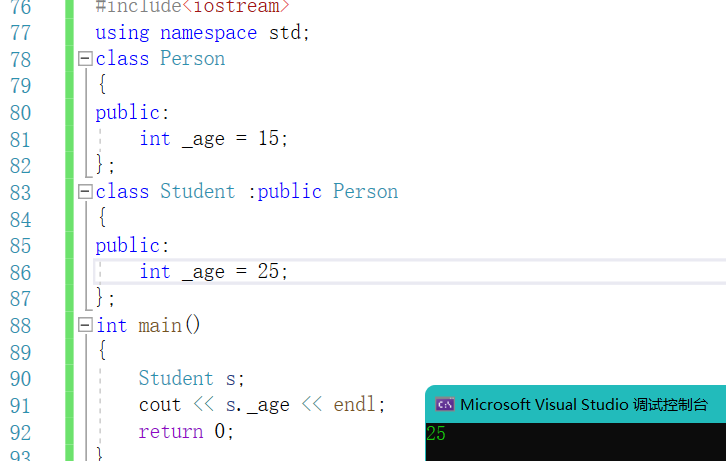 76 #include<iostream>
77 using namespace std;
78 class Person
79 {
80 public:
81 int _age = 15;
82 };
83 class Student :public Person
84 {
85 public:
86 int _age = 25;
87 };
88 int main()
89 {
90 Student s;
91 cout << s._age << endl;
92 return 0;
93 }
Microsoft Visual Studio 调试控制台
25